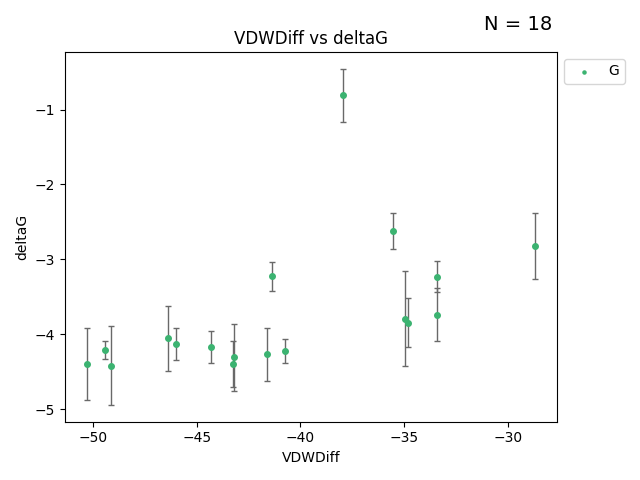 N = 18
VDWDiff vs deltaG
G
−1
−2
−3
−4
−5
deltaG
−50
−45
−40
−35
−30
VDWDiff